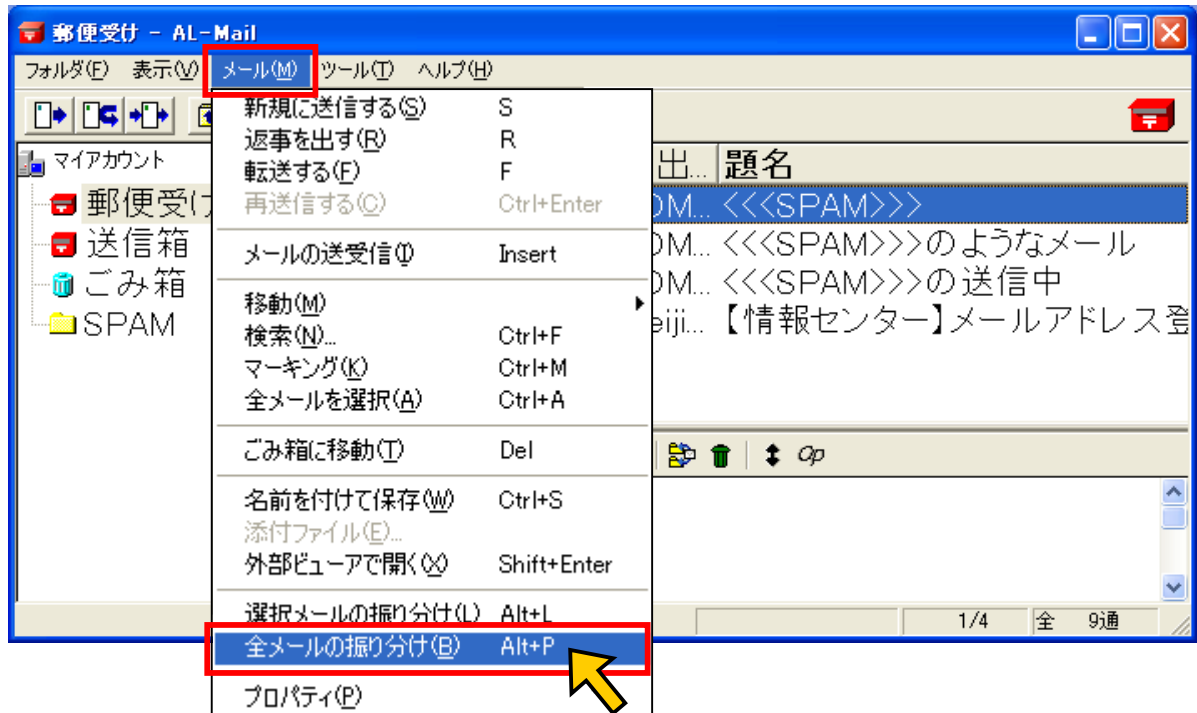 郵便受け - AL-Mail
フォルダ(F) 表示(V) メール(M) ツール(T) ヘルプ(H)
マイアカウント
郵便受け
送信箱
ごみ箱
SPAM
新規に送信する(S) S
返事を出す(R) R
転送する(F) F
再送信する(C) Ctrl+Enter
メールの送受信(I) Insert
移動(M)
検索(N)... Ctrl+F
マーキング(K) Ctrl+M
全メールを選択(A) Ctrl+A
ごみ箱に移動(T) Del
名前を付けて保存(W) Ctrl+S
添付ファイル(E)...
外部ビューアで開く(X) Shift+Enter
選択メールの振り分け(L) Alt+L
全メールの振り分け(B) Alt+P
プロパティ(P)
出... 題名
OM... <<<SPAM>>>
OM... <<<SPAM>>>のようなメール
OM... <<<SPAM>>>の送信中
eiji... 【情報センター】メールアドレス登
Op
1/4 全 9通